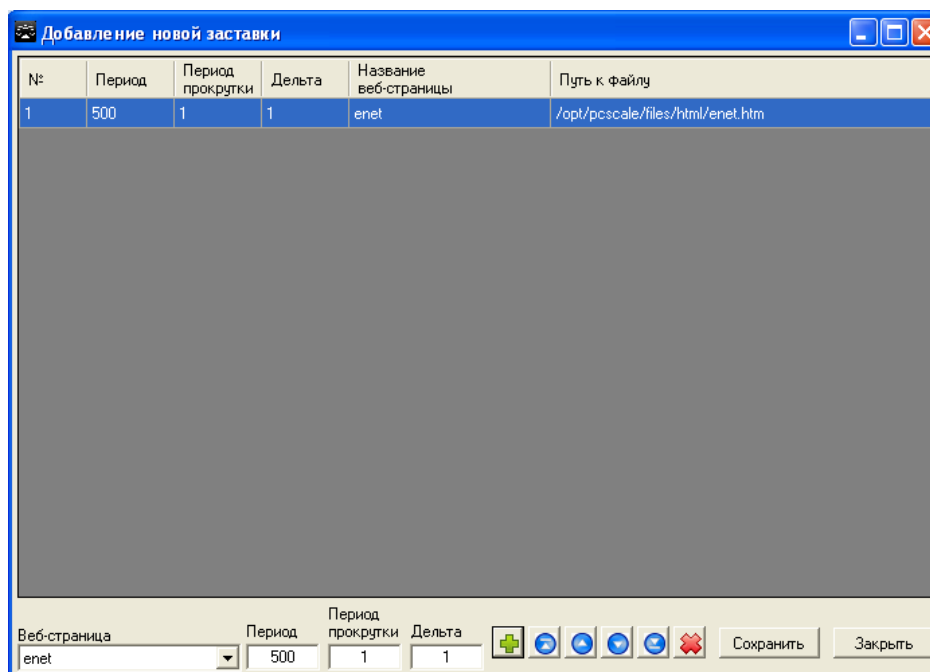 Добавление новой заставки
№ Период Период прокрутки Дельта Название веб-страницы Путь к файлу
1 500 1 1 enet /opt/pcscale/files/html/enet.htm
Веб-страница Период Период прокрутки Дельта
enet 500 1 1 Сохранить Закрыть